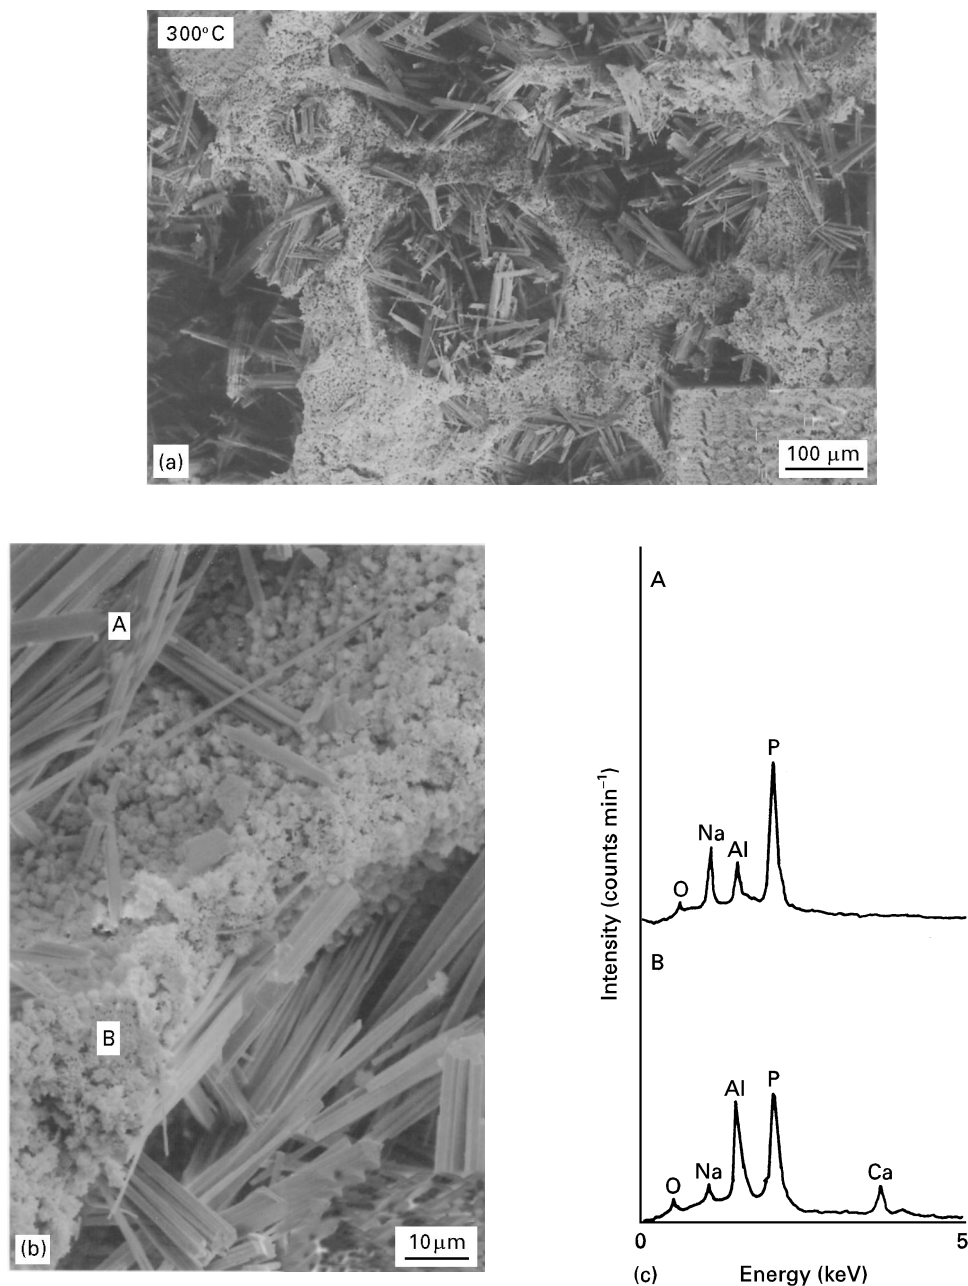 300°C
(a)
100 μm
A
B
(b)
10 μm
A
P
Na
Al
O
Intensity (counts min⁻¹)
B
Al
P
Na
O
Ca
0
5
(c)
Energy (keV)